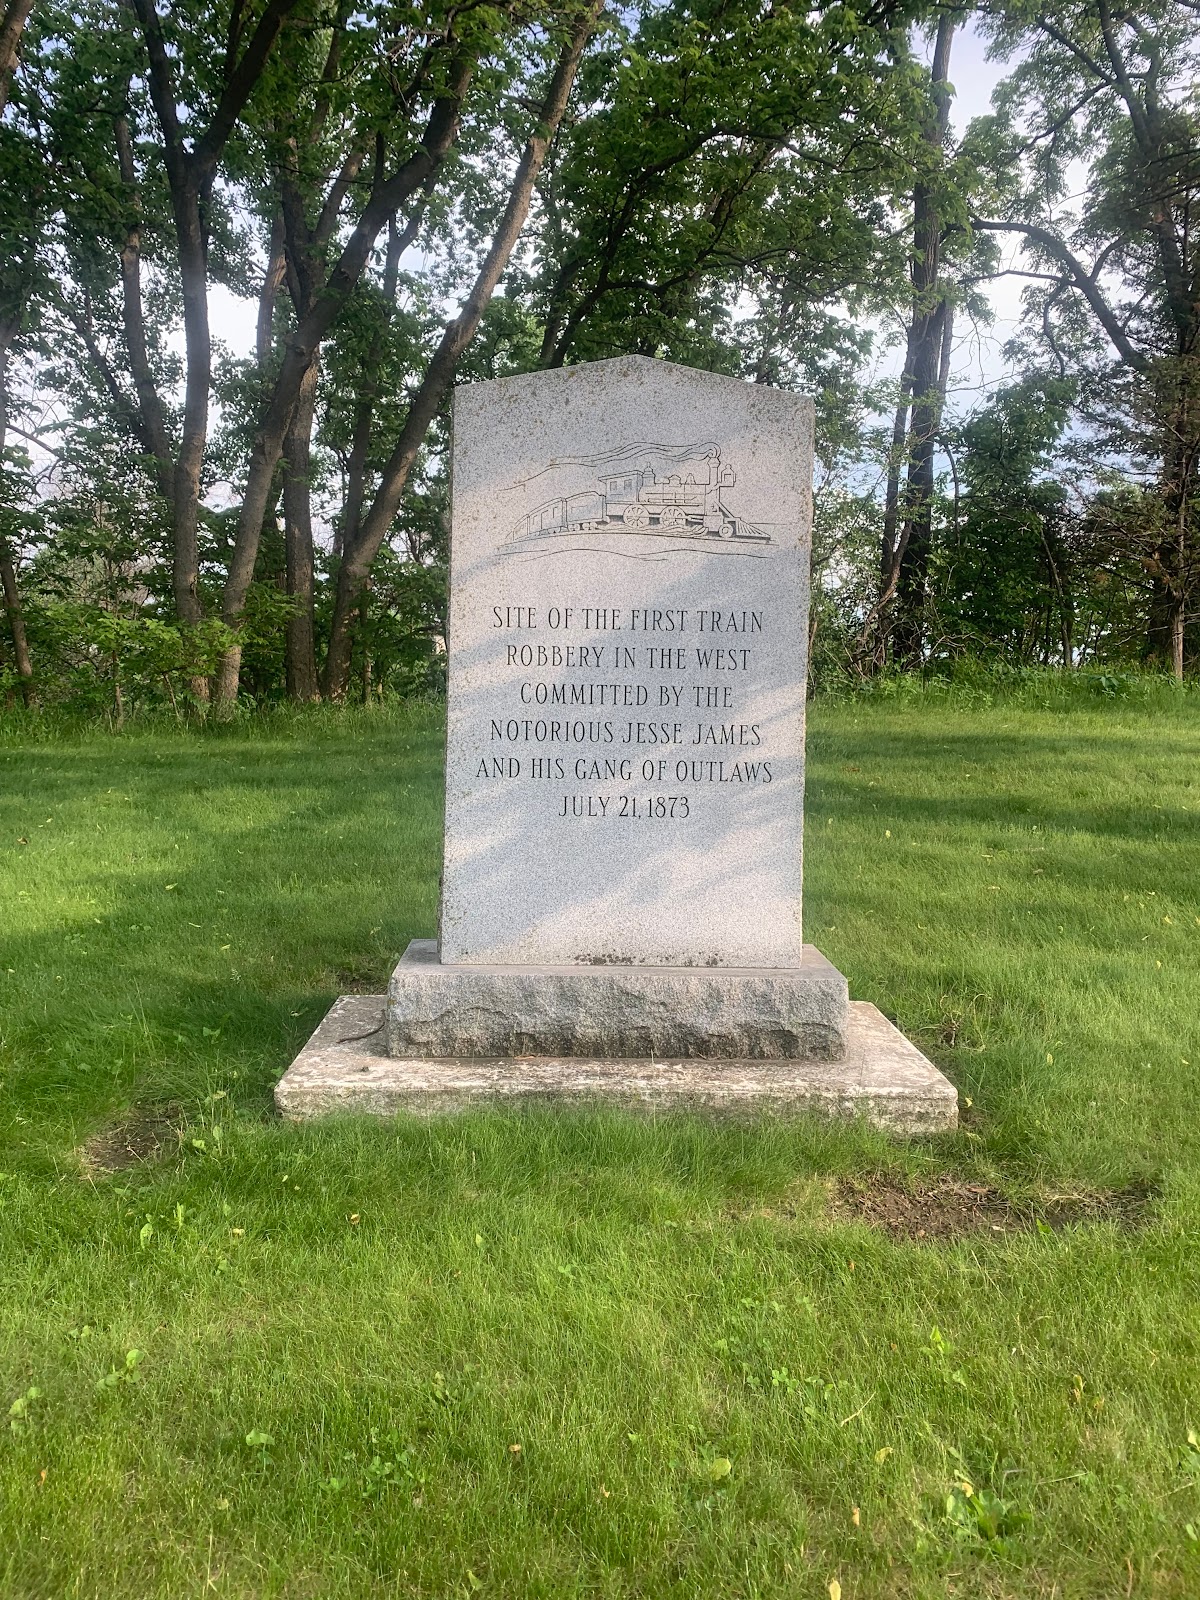 SITE OF THE FIRST TRAIN
ROBBERY IN THE WEST
COMMITTED BY THE
NOTORIOUS JESSE JAMES
AND HIS GANG OF OUTLAWS
JULY 21, 1873